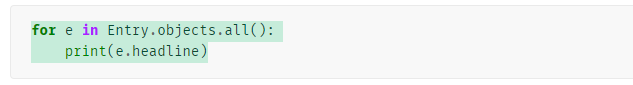 for e in Entry.objects.all():
    print(e.headline)